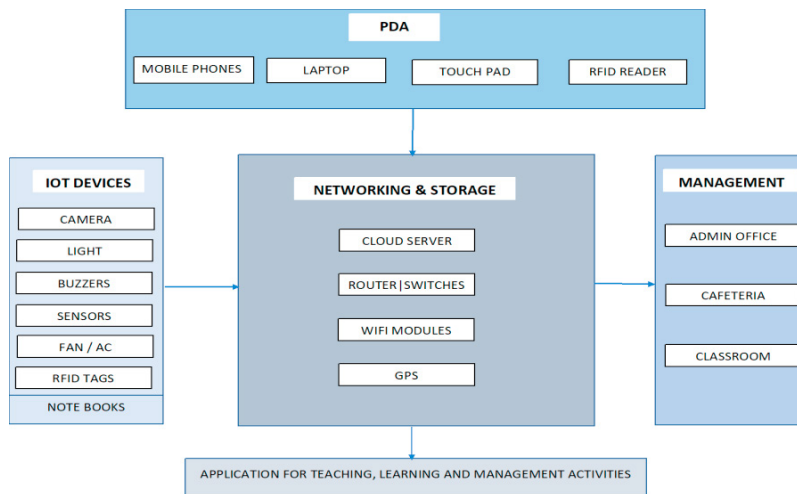 PDA
MOBILE PHONES
LAPTOP
TOUCH PAD
RFID READER
IOT DEVICES
CAMERA
LIGHT
BUZZERS
SENSORS
FAN / AC
RFID TAGS
NOTE BOOKS
NETWORKING & STORAGE
CLOUD SERVER
ROUTER|SWITCHES
WIFI MODULES
GPS
MANAGEMENT
ADMIN OFFICE
CAFETERIA
CLASSROOM
APPLICATION FOR TEACHING, LEARNING AND MANAGEMENT ACTIVITIES